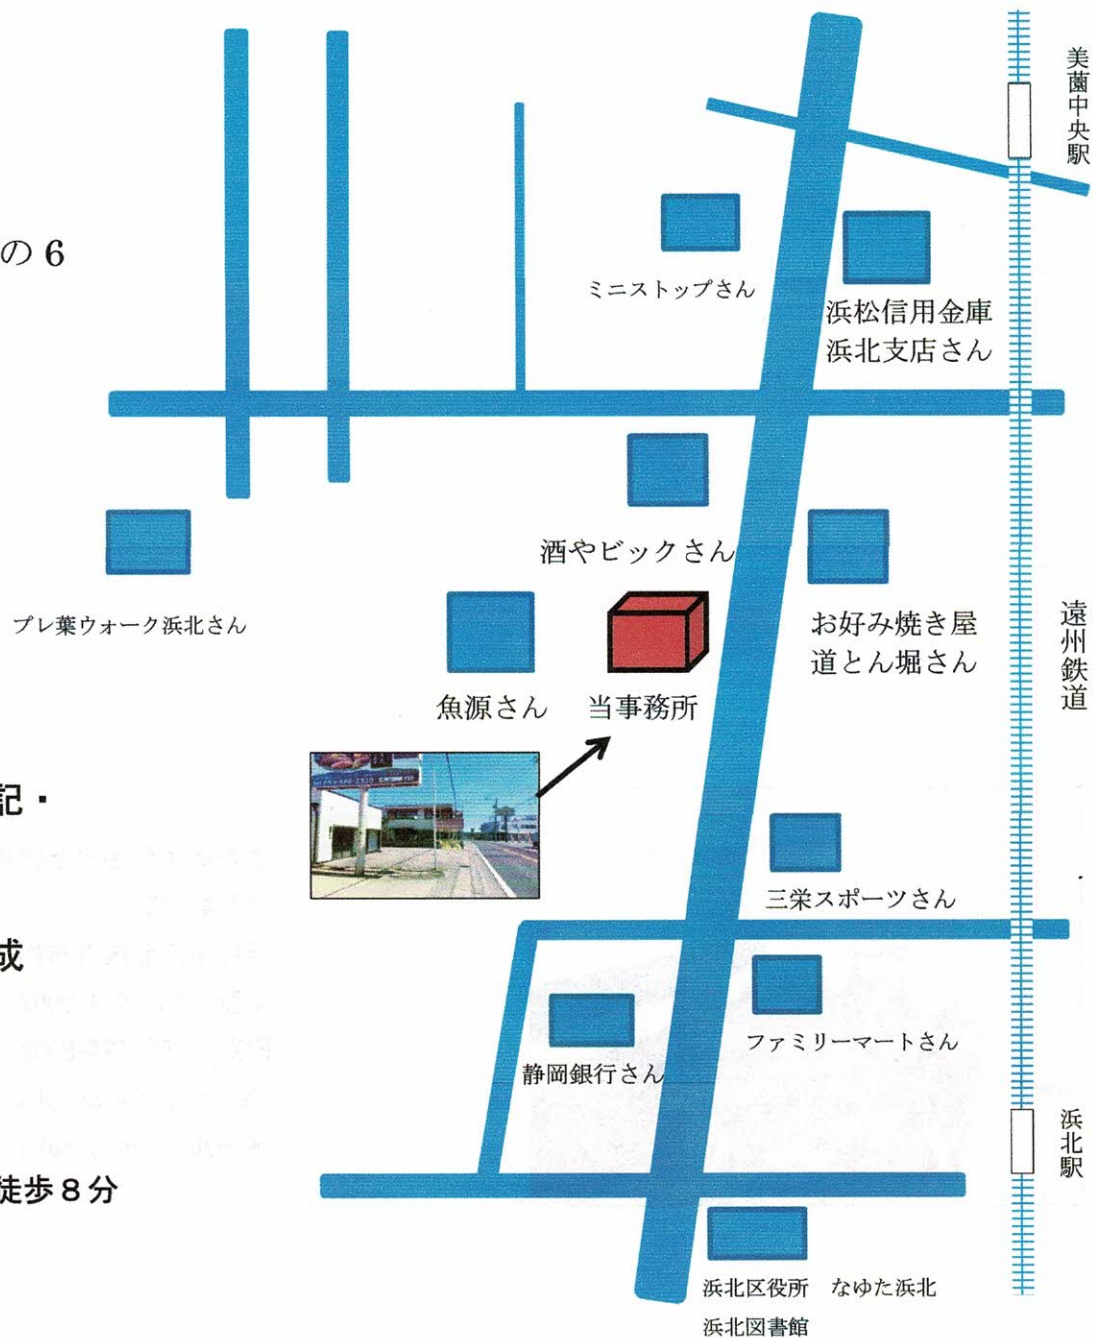 美薗中央駅
の 6
ミニストップさん
浜松信用金庫
浜北支店さん
酒やビックさん
プレ葉ウォーク浜北さん
お好み焼き屋
道とん堀さん
遠州鉄道
魚源さん
当事務所
記・
三栄スポーツさん
成
ファミリーマートさん
静岡銀行さん
浜北駅
徒歩８分
浜北区役所　なゆた浜北
浜北図書館